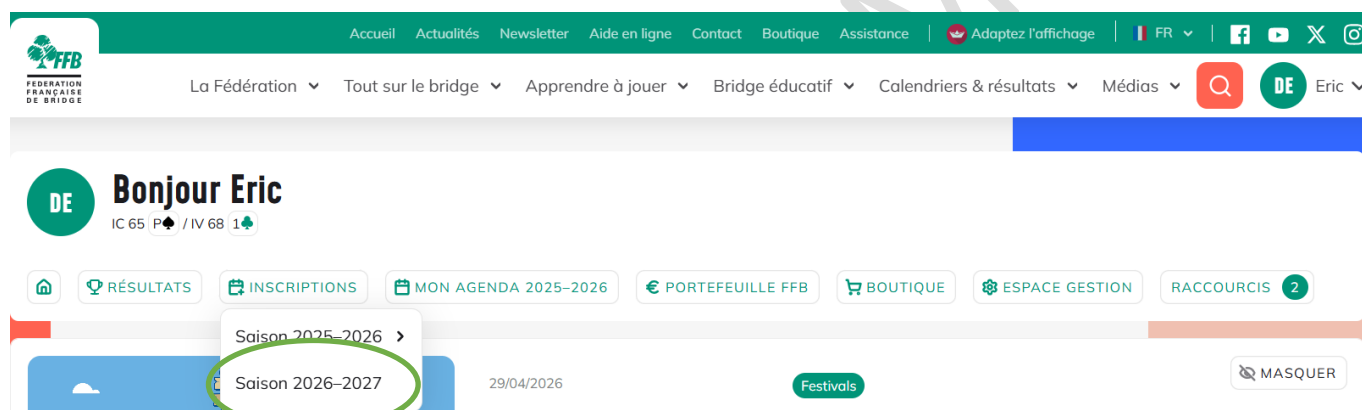 Accueil Actualités Newsletter Aide en ligne Contact Boutique Assistance Adaptez l'affichage FR
FFB
FEDERATION
FRANÇAISE
DE BRIDGE
La Fédération Tout sur le bridge Apprendre à jouer Bridge éducatif Calendriers & résultats Médias DE Eric
DE
Bonjour Eric
IC 65 P♠ / IV 68 1♣
RÉSULTATS INSCRIPTIONS MON AGENDA 2025–2026 € PORTEFEUILLE FFB BOUTIQUE ESPACE GESTION RACCOURCIS 2
Saison 2025–2026
Saison 2026–2027
29/04/2026 Festivals MASQUER